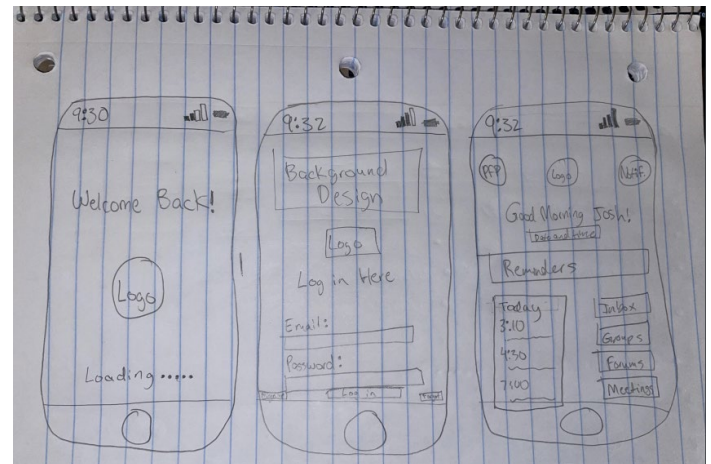 9:30
Welcome Back!
Logo
Loading.....
9:32
Background
Design
Logo
Log in Here
Email:
Password:
Log in
9:32
PFP
Logo
Notif.
Good Morning Josh!
Date and time
Reminders
Today
3:10
4:30
7:00
Inbox
Groups
Forums
Meetings